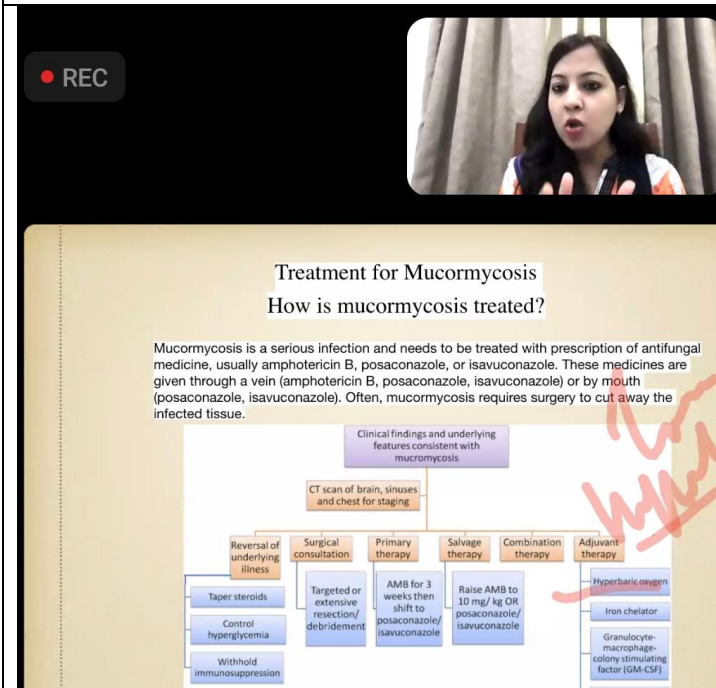 REC
Treatment for Mucormycosis
How is mucormycosis treated?
Mucormycosis is a serious infection and needs to be treated with prescription of antifungal
medicine, usually amphotericin B, posaconazole, or isavuconazole. These medicines are
given through a vein (amphotericin B, posaconazole, isavuconazole) or by mouth
(posaconazole, isavuconazole). Often, mucormycosis requires surgery to cut away the
infected tissue.
Clinical findings and underlying
features consistent with
mucromycosis
CT scan of brain, sinuses
and chest for staging
Reversal of
underlying
illness
Taper steroids
Control
hyperglycemia
Withhold
immunosuppression
Surgical
consultation
Targeted or
extensive
resection/
debridement
Primary
therapy
AMB for 3
weeks then
shift to
posaconazole/
isavuconazole
Salvage
therapy
Raise AMB to
10 mg/ kg OR
posaconazole/
isavuconazole
Combination
therapy
Adjuvant
therapy
Hyperbaric oxygen
Iron chelator
Granulocyte-
macrophage-
colony stimulating
factor (GM-CSF)